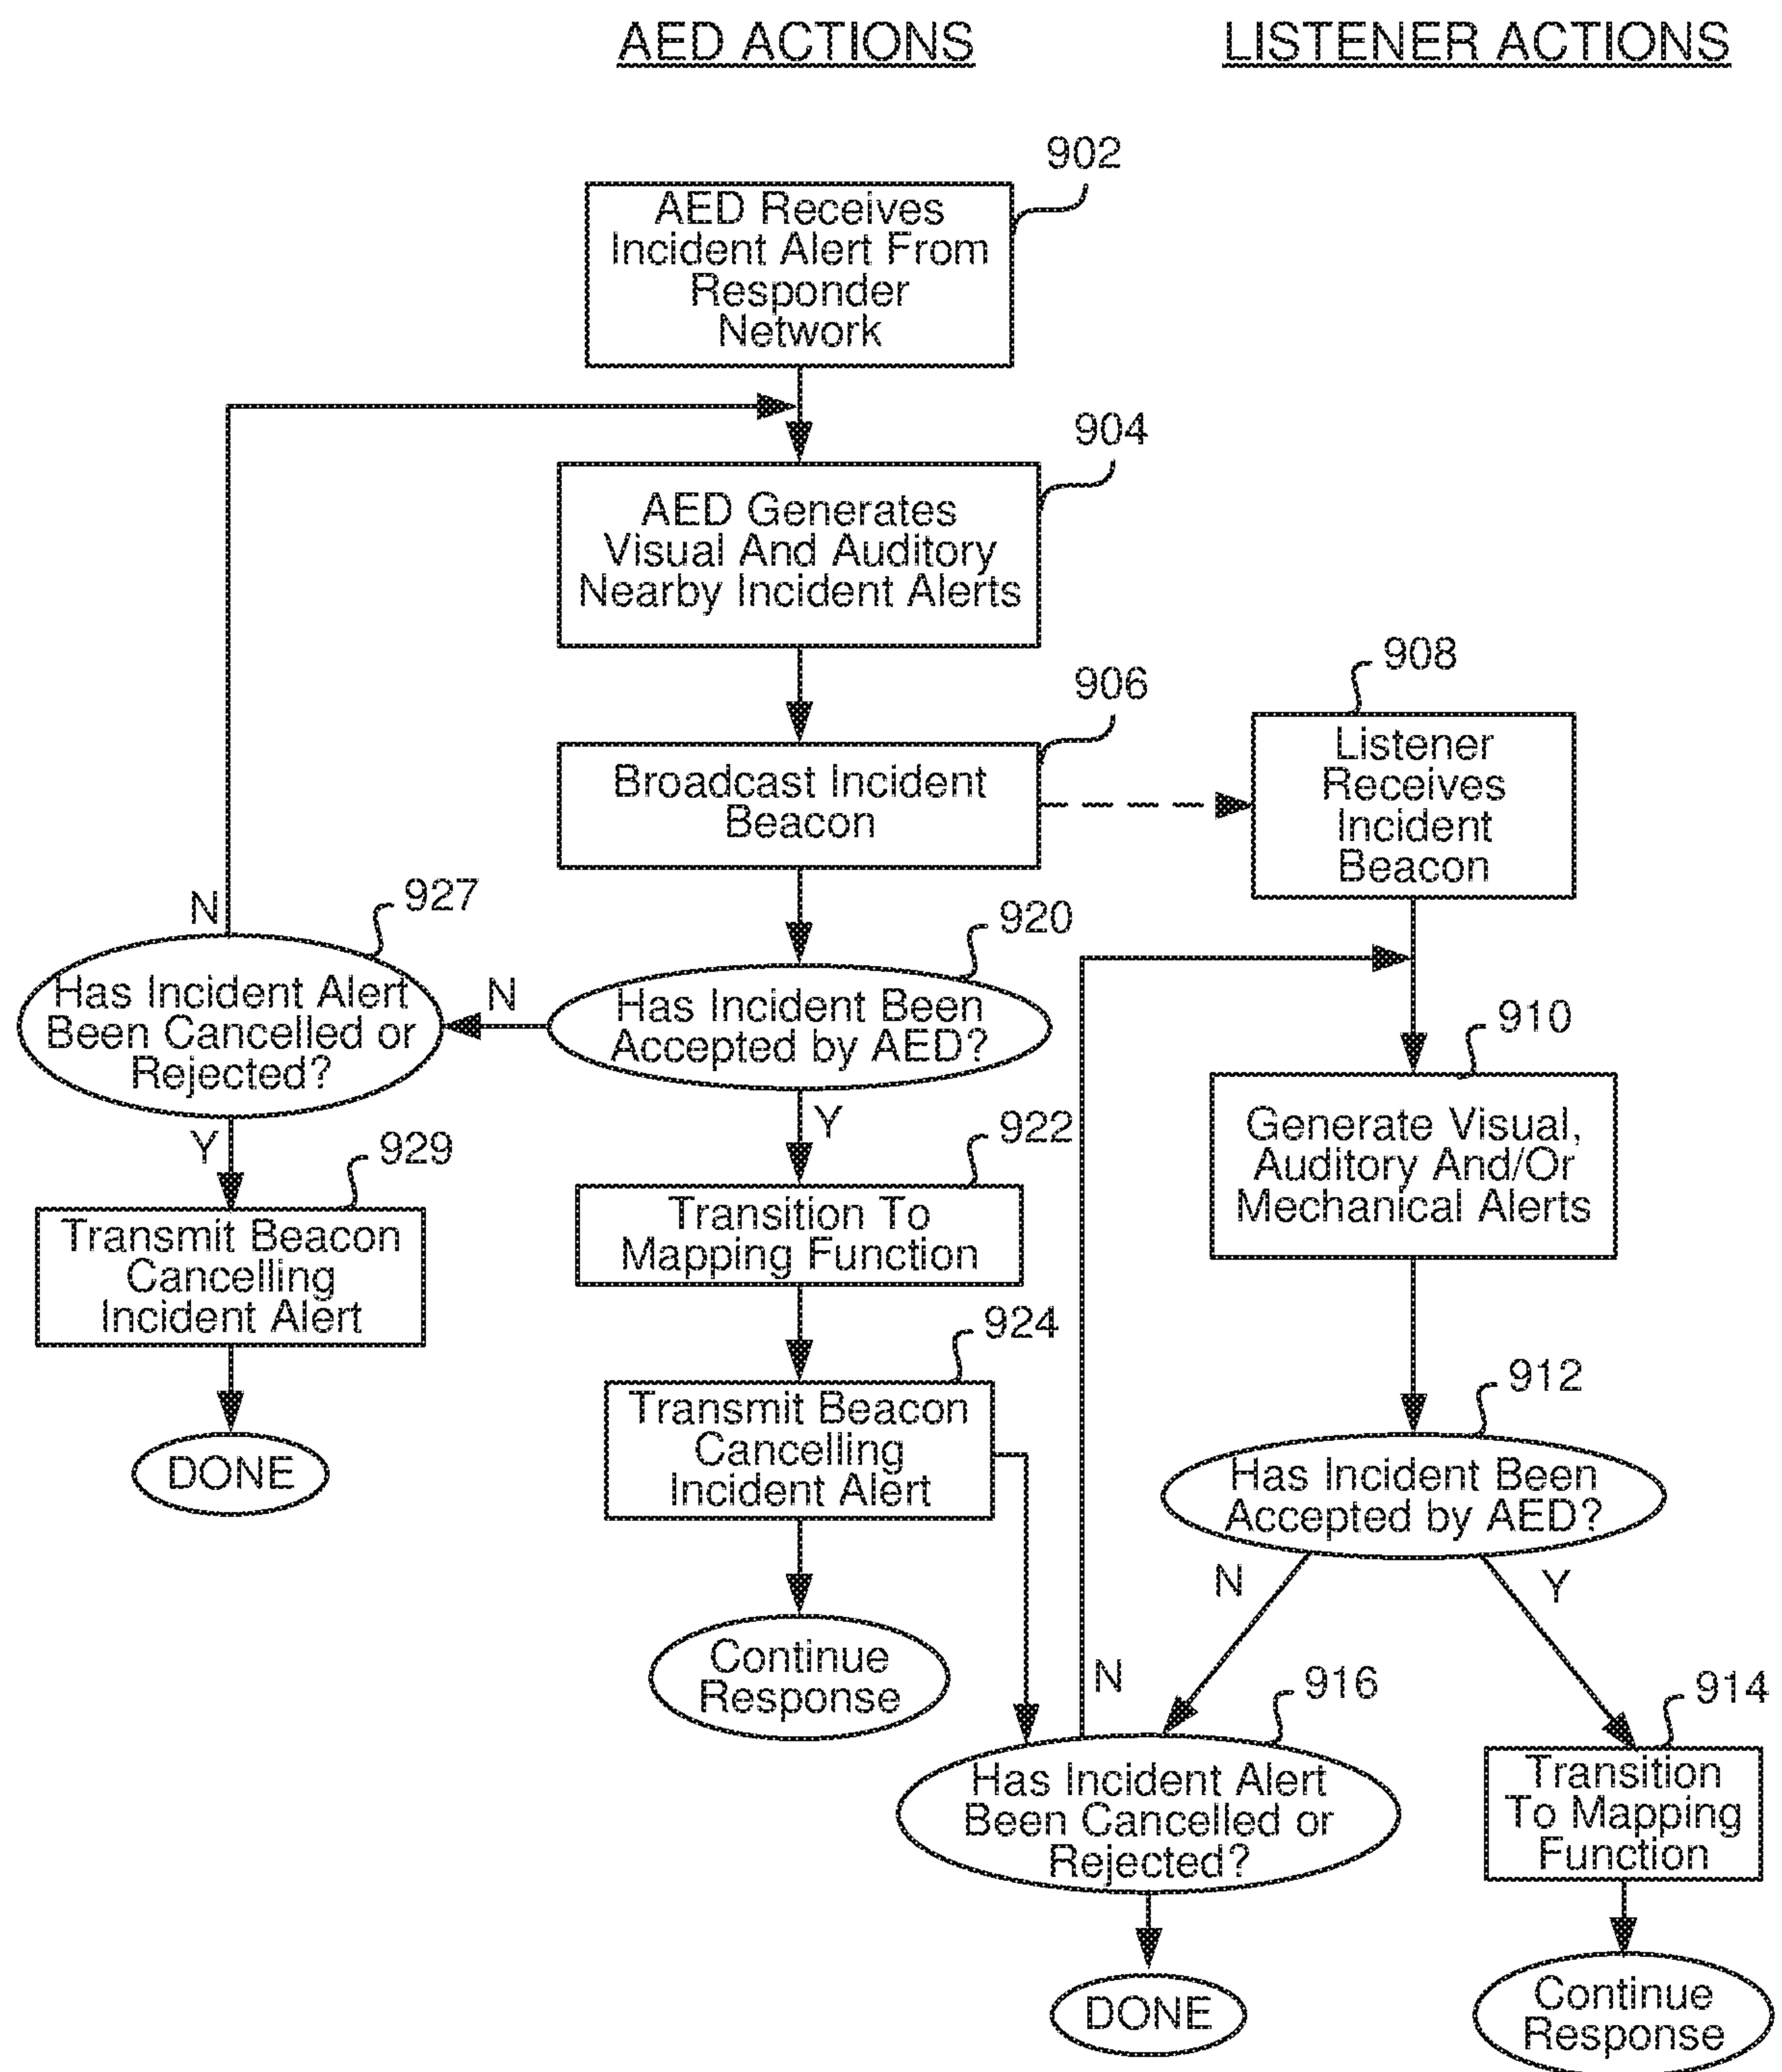 AED ACTIONS
LISTENER ACTIONS
902
AED Receives
Incident Alert From
Responder
Network
904
AED Generates
Visual And Auditory
Nearby Incident Alerts
906
Broadcast Incident
Beacon
908
Listener
Receives
Incident
Beacon
N
927
Has Incident Alert
Been Cancelled or
Rejected?
N
920
Has Incident Been
Accepted by AED?
Y
929
Transmit Beacon
Cancelling
Incident Alert
DONE
Y
922
Transition To
Mapping Function
924
Transmit Beacon
Cancelling
Incident Alert
Continue
Response
910
Generate Visual,
Auditory And/Or
Mechanical Alerts
912
Has Incident Been
Accepted by AED?
N
Y
N
916
Has Incident Alert
Been Cancelled or
Rejected?
DONE
914
Transition
To Mapping
Function
Continue
Response